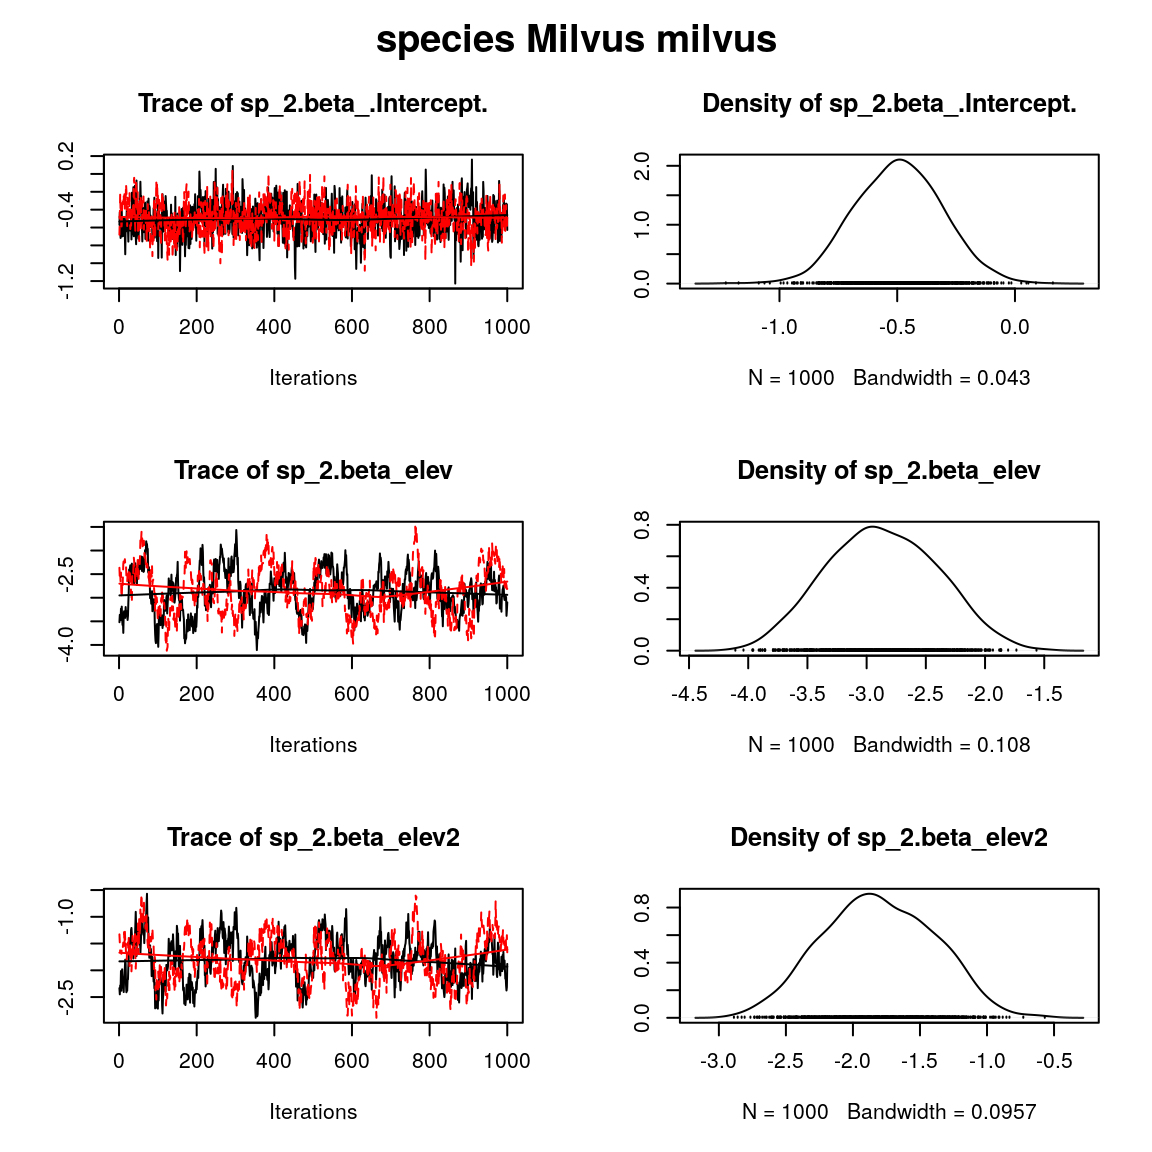 species Milvus milvus
Trace of sp_2.beta_.Intercept.
0.2
-0.4
-1.2
0 200 400 600 800 1000
Iterations
Density of sp_2.beta_.Intercept.
2.0
1.0
0.0
-1.0 -0.5 0.0
N = 1000 Bandwidth = 0.043
Trace of sp_2.beta_elev
-2.5
-4.0
0 200 400 600 800 1000
Iterations
Density of sp_2.beta_elev
0.8
0.4
0.0
-4.5 -4.0 -3.5 -3.0 -2.5 -2.0 -1.5
N = 1000 Bandwidth = 0.108
Trace of sp_2.beta_elev2
-1.0
-2.5
0 200 400 600 800 1000
Iterations
Density of sp_2.beta_elev2
0.8
0.4
0.0
-3.0 -2.5 -2.0 -1.5 -1.0 -0.5
N = 1000 Bandwidth = 0.0957